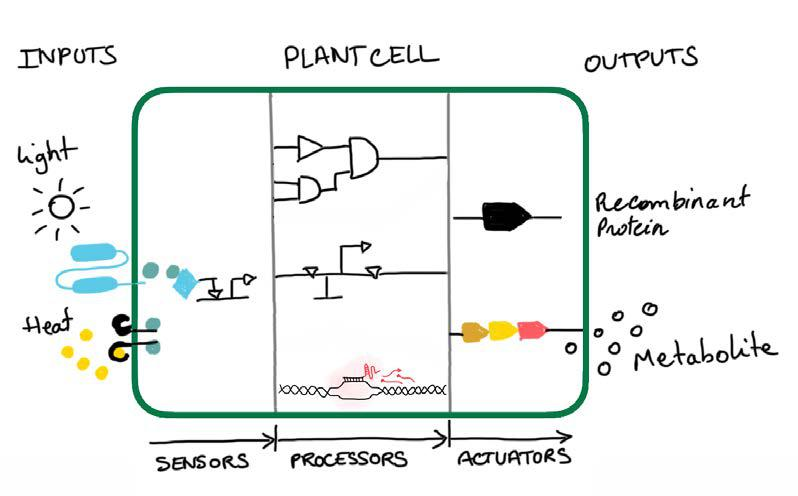 INPUTS
PLANT CELL
OUTPUTS
light
Heat
Recombinant
Protein
Metabolite
SENSORS
PROCESSORS
ACTUATORS